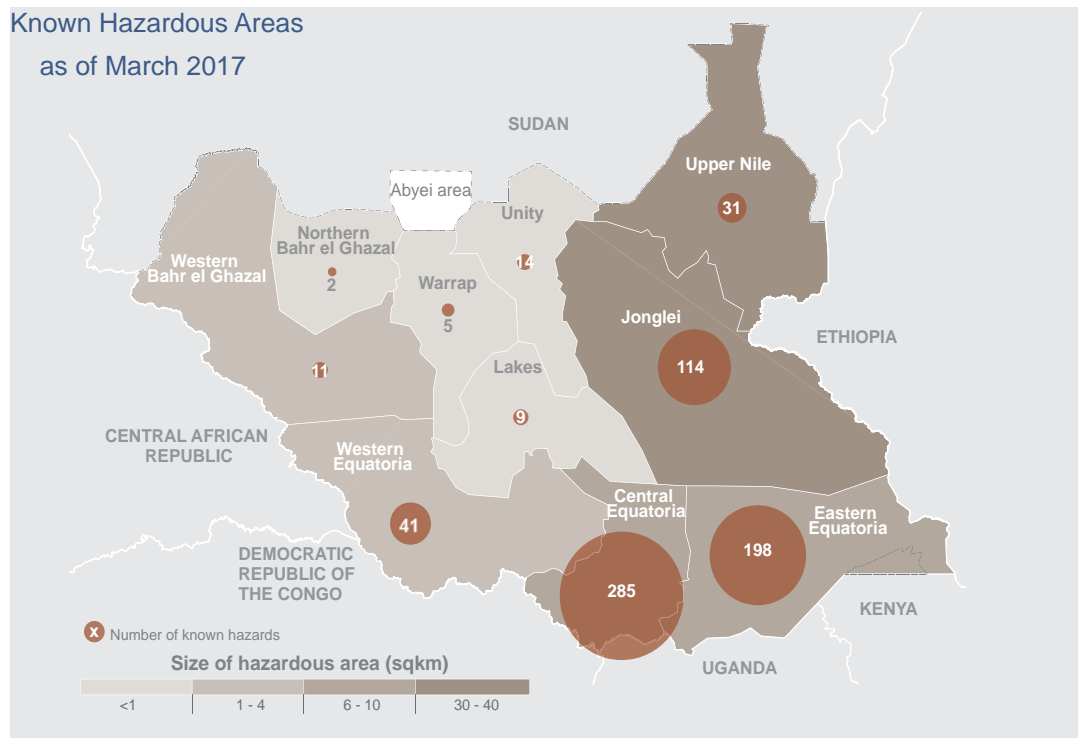 Known Hazardous Areas
as of March 2017
SUDAN
Upper Nile
31
Abyei area
Unity
14
Northern
Bahr el Ghazal
2
Western
Bahr el Ghazal
11
Warrap
5
Jonglei
114
ETHIOPIA
Lakes
9
CENTRAL AFRICAN
REPUBLIC
Western
Equatoria
41
Central
Equatoria
285
Eastern
Equatoria
198
DEMOCRATIC
REPUBLIC OF
THE CONGO
KENYA
UGANDA
x Number of known hazards
Size of hazardous area (sqkm)
<1 1 - 4 6 - 10 30 - 40